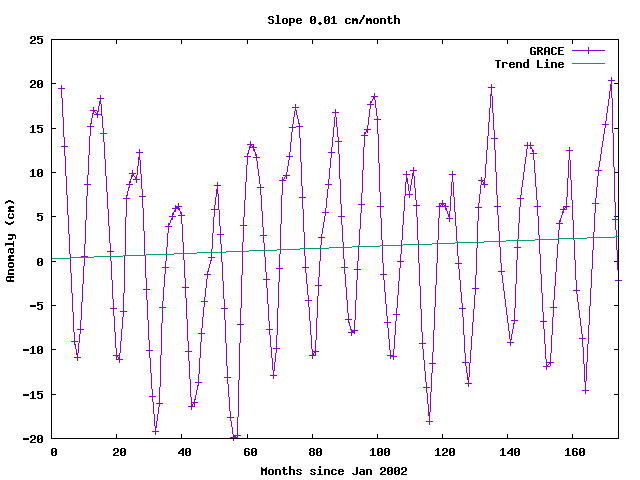 Slope 0.01 cm/month
25
20
15
10
5
0
-5
-10
-15
-20
Anomaly (cm)
GRACE
Trend Line
0 20 40 60 80 100 120 140 160
Months since Jan 2002